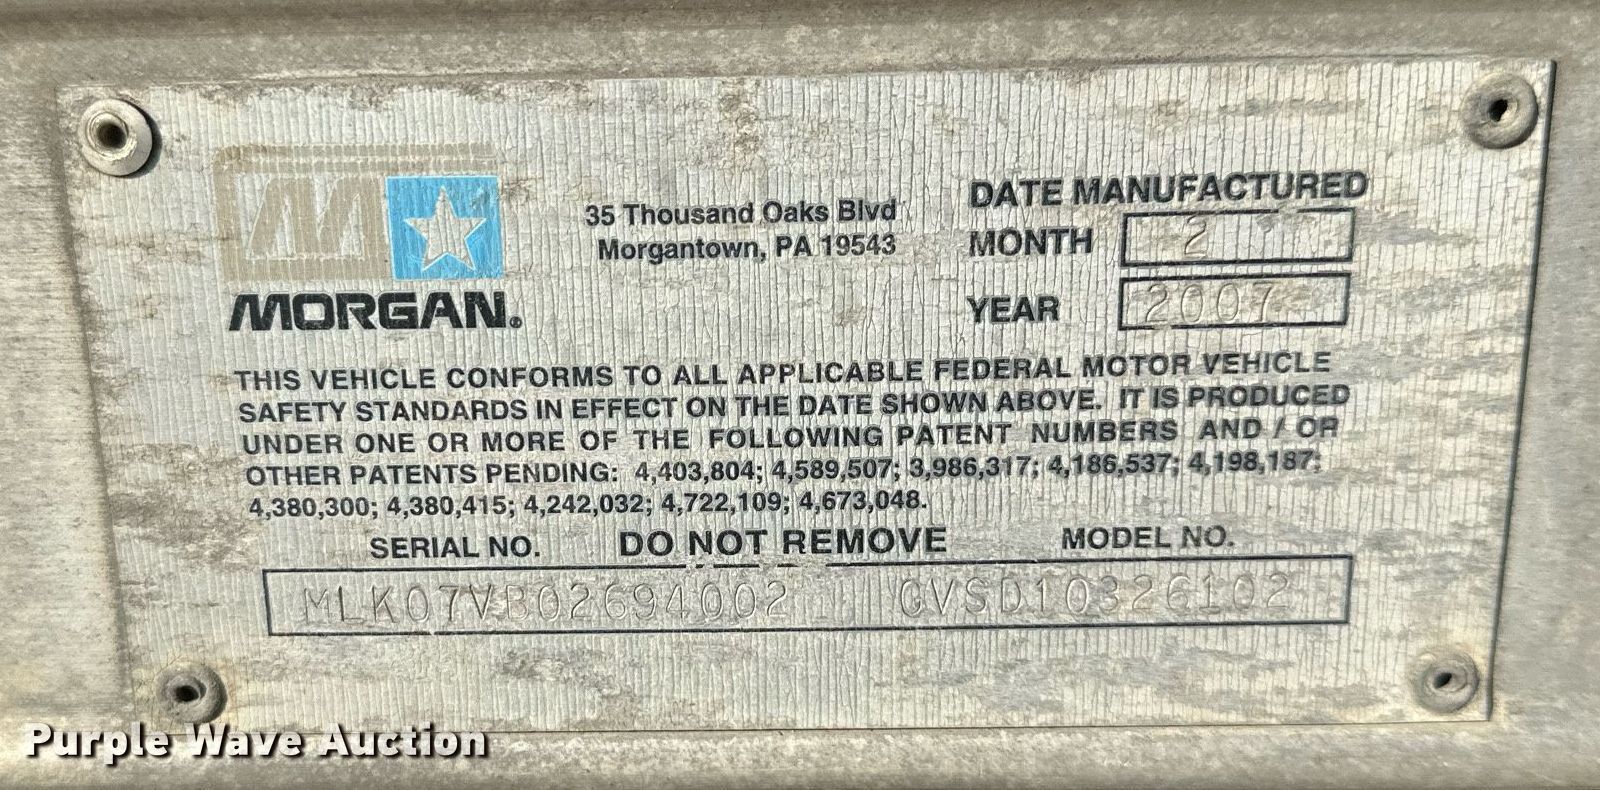 MORGAN®
35 Thousand Oaks Blvd
Morgantown, PA 19543
DATE MANUFACTURED
MONTH 2
YEAR 2007
THIS VEHICLE CONFORMS TO ALL APPLICABLE FEDERAL MOTOR VEHICLE
SAFETY STANDARDS IN EFFECT ON THE DATE SHOWN ABOVE. IT IS PRODUCED
UNDER ONE OR MORE OF THE FOLLOWING PATENT NUMBERS AND / OR
OTHER PATENTS PENDING: 4,403,804; 4,589,507; 3,986,317; 4,186,537; 4,198,187;
4,380,300; 4,380,415; 4,242,032; 4,722,109; 4,673,048.
SERIAL NO. DO NOT REMOVE MODEL NO.
MLK07VB02694002 GVSD10326102
Purple Wave Auction